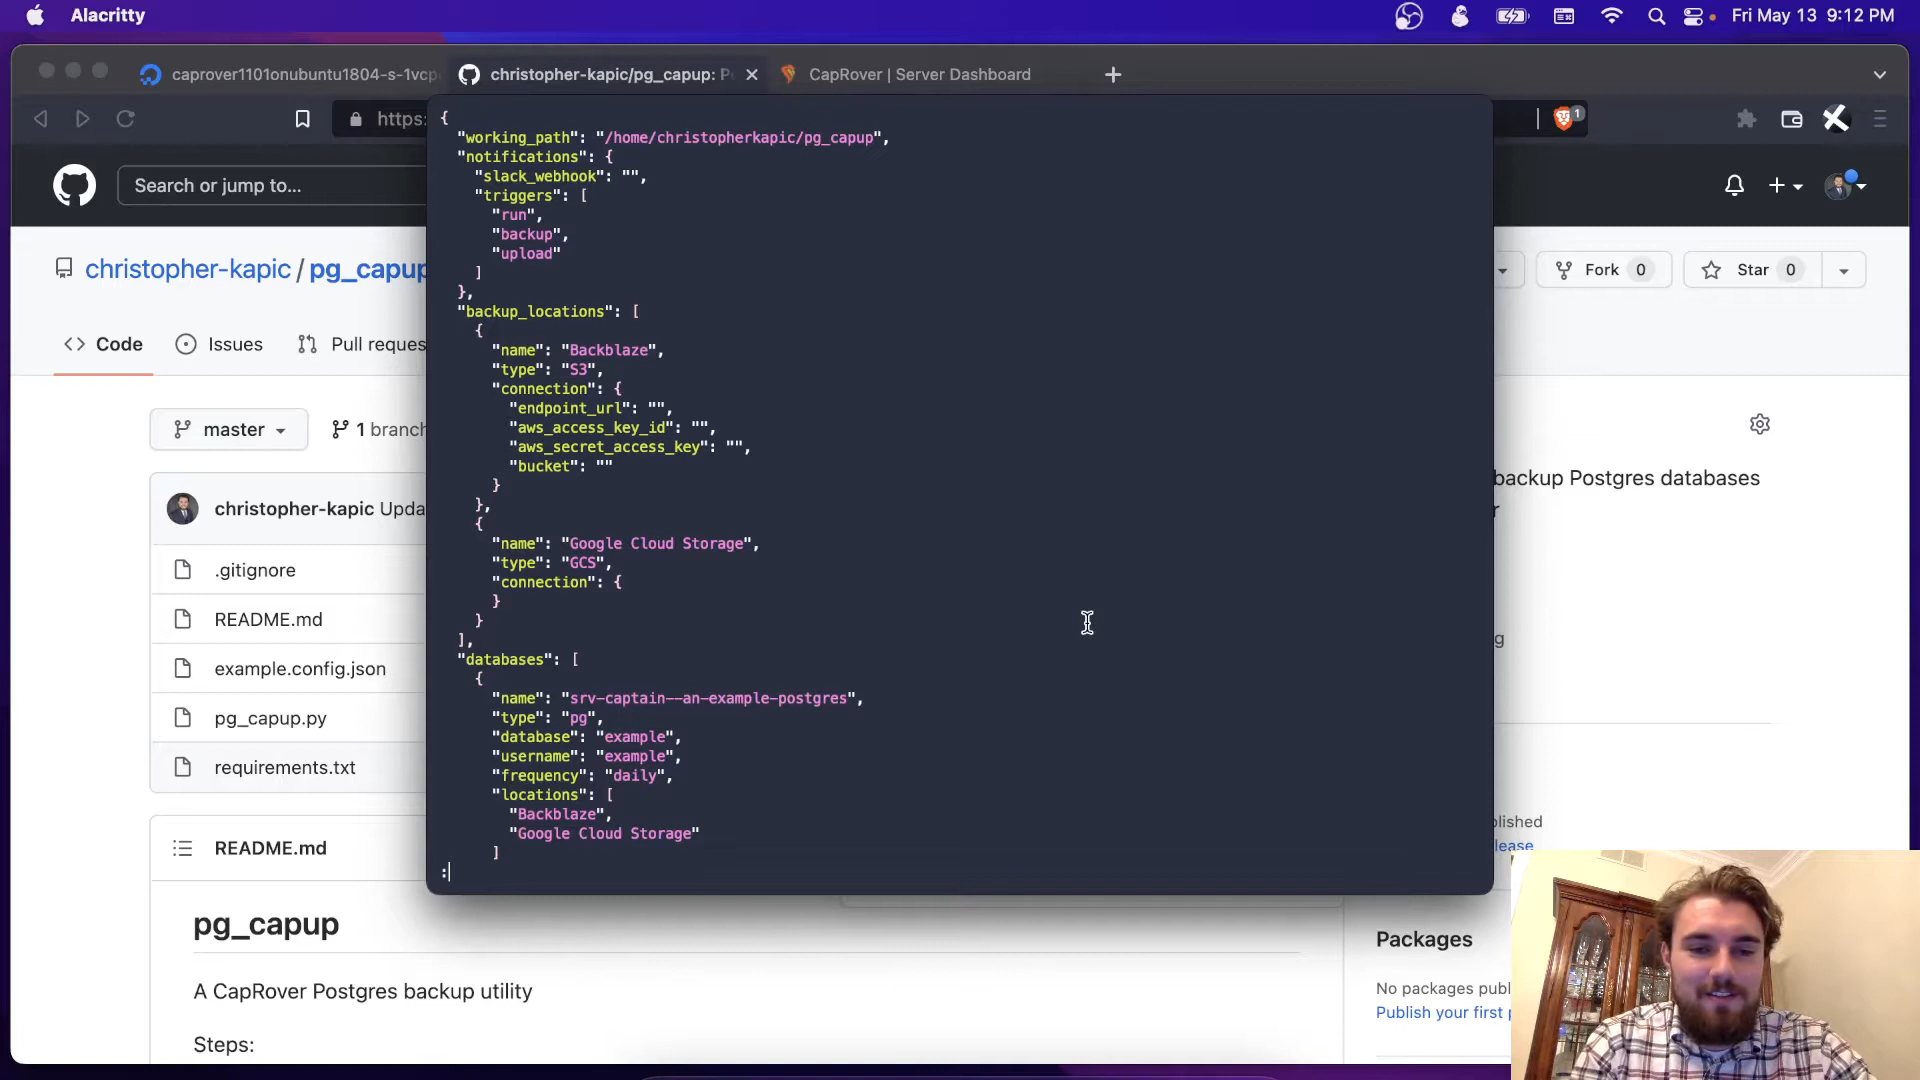 Alacritty
Fri May 13 9:12 PM
caprover1101onubuntu1804-s-1vcp
christopher-kapic/pg_capup: P
CapRover | Server Dashboard
https:
1
Search or jump to...
christopher-kapic / pg_capup
Fork 0
Star 0
Code
Issues
Pull reques
master
1 branch
christopher-kapic Upda
.gitignore
README.md
example.config.json
pg_capup.py
requirements.txt
README.md
pg_capup
A CapRover Postgres backup utility
Steps:
{
"working_path": "/home/christopherkapic/pg_capup",
"notifications": {
"slack_webhook": "",
"triggers": [
"run",
"backup",
"upload"
]
},
"backup_locations": [
{
"name": "Backblaze",
"type": "S3",
"connection": {
"endpoint_url": "",
"aws_access_key_id": "",
"aws_secret_access_key": "",
"bucket": ""
}
},
{
"name": "Google Cloud Storage",
"type": "GCS",
"connection": {
}
}
],
"databases": [
{
"name": "srv-captain--an-example-postgres",
"type": "pg",
"database": "example",
"username": "example",
"frequency": "daily",
"locations": [
"Backblaze",
"Google Cloud Storage"
]
:
backup Postgres databases
r
g
blished
lease
Packages
No packages publ
Publish your first p